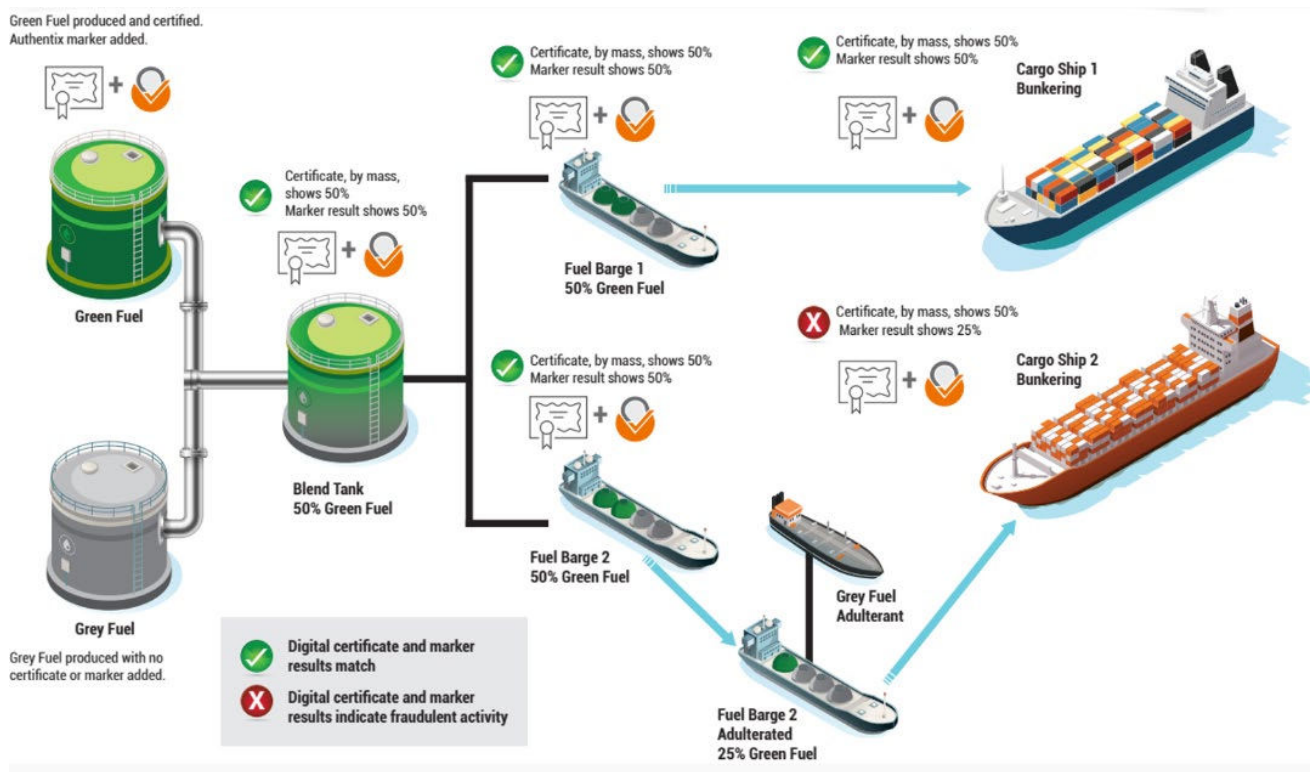 Green Fuel produced and certified.
Authentix marker added.
Green Fuel
Grey Fuel
Grey Fuel produced with no
certificate or marker added.
Certificate, by mass,
shows 50%
Marker result shows 50%
Blend Tank
50% Green Fuel
Certificate, by mass, shows 50%
Marker result shows 50%
Fuel Barge 1
50% Green Fuel
Certificate, by mass, shows 50%
Marker result shows 50%
Cargo Ship 1
Bunkering
Certificate, by mass, shows 50%
Marker result shows 50%
Fuel Barge 2
50% Green Fuel
Grey Fuel
Adulterant
Fuel Barge 2
Adulterated
25% Green Fuel
X
Certificate, by mass, shows 50%
Marker result shows 25%
Cargo Ship 2
Bunkering
Digital certificate and marker
results match
X
Digital certificate and marker
results indicate fraudulent activity